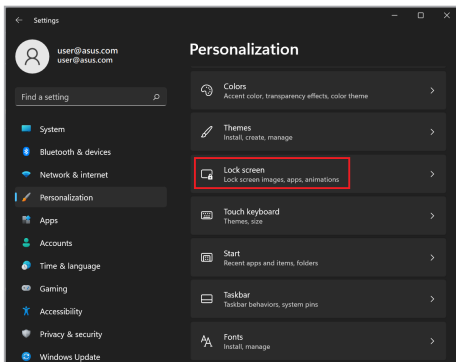 Settings
user@asus.com
user@asus.com
Find a setting
System
Bluetooth & devices
Network & internet
Personalization
Apps
Accounts
Time & language
Gaming
Accessibility
Privacy & security
Windows Update
Personalization
Colors
Accent color, transparency effects, color theme
Themes
Install, create, manage
Lock screen
Lock screen images, apps, animations
Touch keyboard
Themes, size
Start
Recent apps and items, folders
Taskbar
Taskbar behaviors, system pins
Fonts
Install, manage